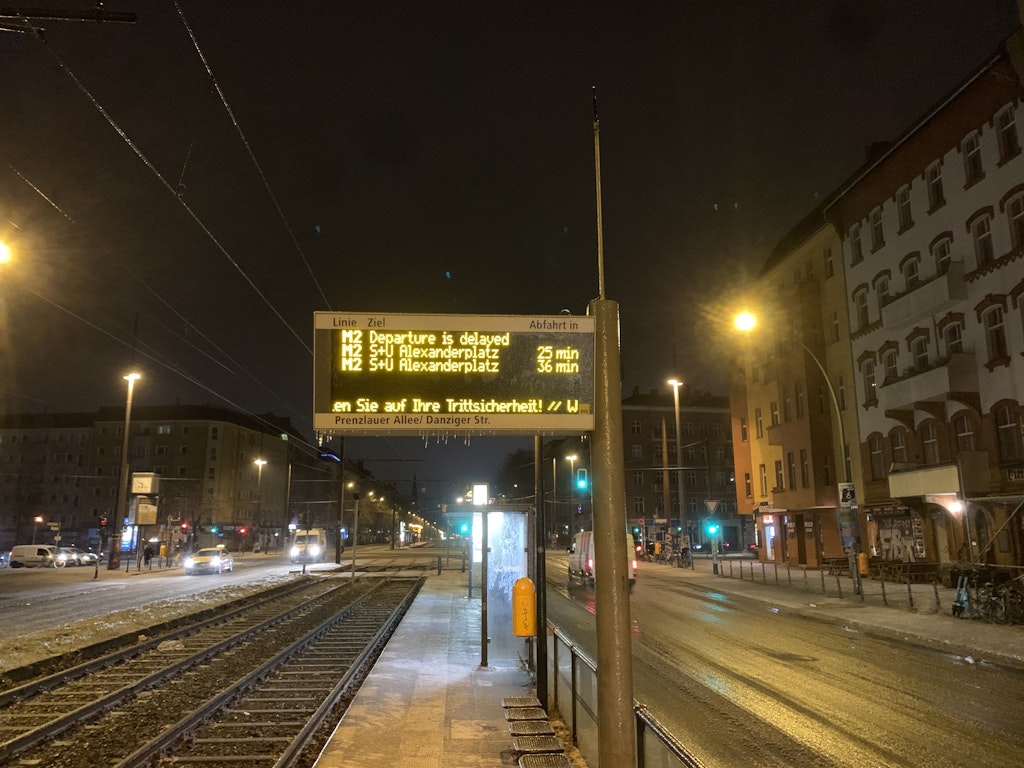 Linie Ziel Abfahrt in
M2 Departure is delayed
M2 S+U Alexanderplatz 25 min
M2 S+U Alexanderplatz 36 min
en Sie auf Ihre Trittsicherheit! // W
Prenzlauer Allee/ Danziger Str.